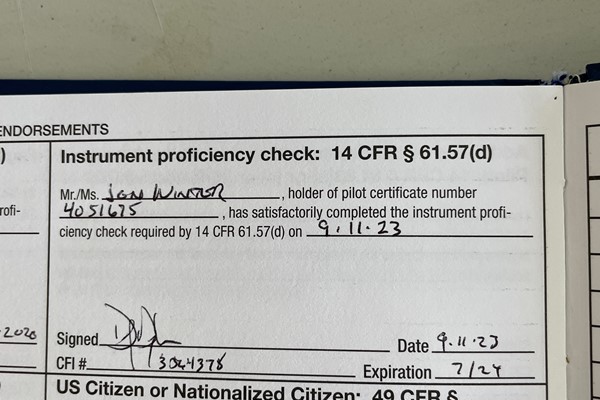 ENDORSEMENTS
Instrument proficiency check: 14 CFR § 61.57(d)
Mr./Ms. JON WINTER, holder of pilot certificate number
4051675, has satisfactorily completed the instrument profi-
ciency check required by 14 CFR 61.57(d) on 9.11.23
Signed Date 9.11.23
CFI # 3044378 Expiration 7/24
US Citizen or Nationalized Citizen: 49 CFR §
)
rofi-
2020